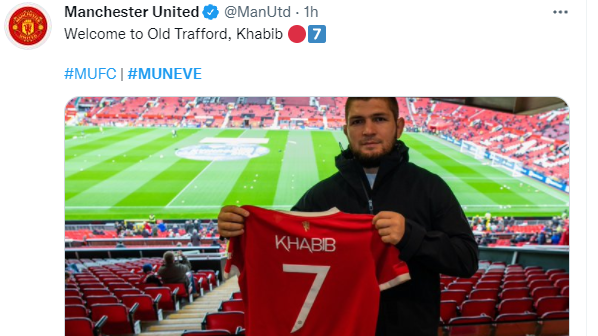 Manchester United @ManUtd · 1h
Welcome to Old Trafford, Khabib 🔴7️⃣
#MUFC | #MUNEVE
KHABIB
7